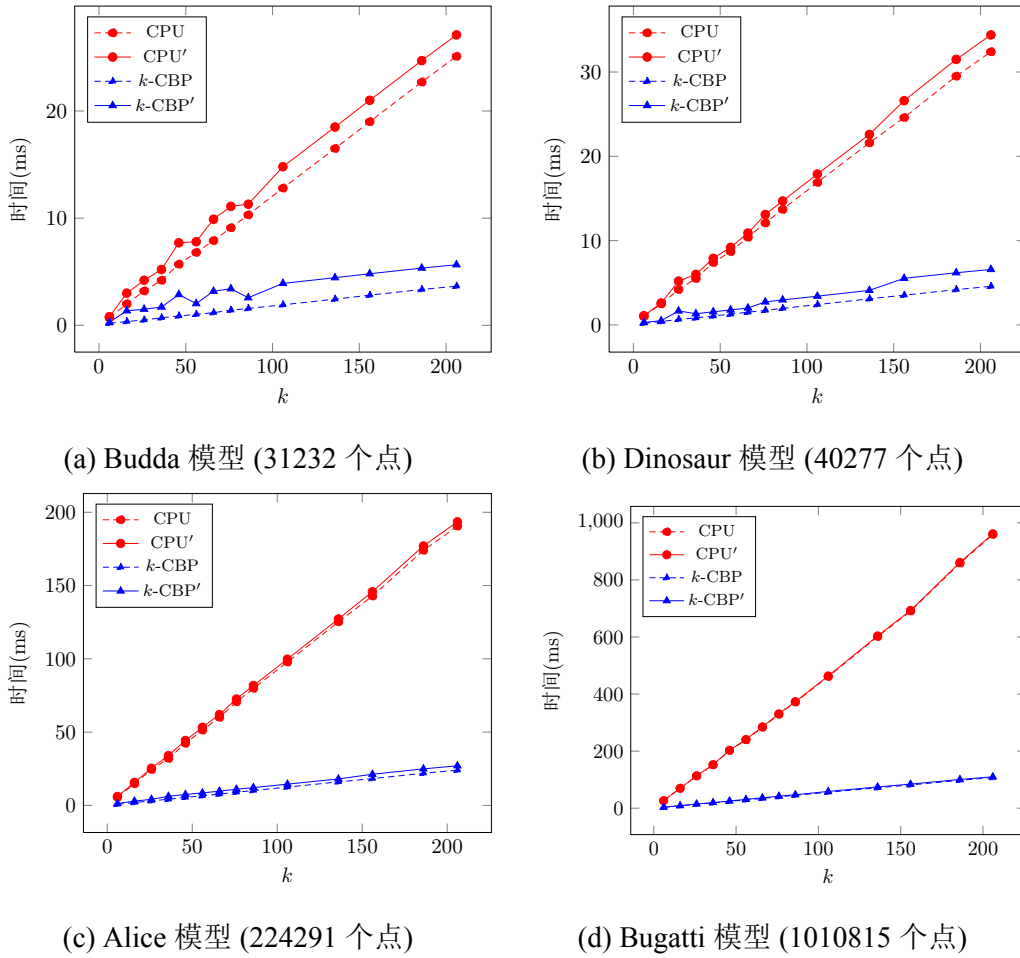 CPU
CPU′
k-CBP
k-CBP′
20
10
0
时间(ms)
0 50 100 150 200
k
(a) Budda 模型 (31232 个点)
CPU
CPU′
k-CBP
k-CBP′
30
20
10
0
时间(ms)
0 50 100 150 200
k
(b) Dinosaur 模型 (40277 个点)
CPU
CPU′
k-CBP
k-CBP′
200
150
100
50
0
时间(ms)
0 50 100 150 200
k
(c) Alice 模型 (224291 个点)
CPU
CPU′
k-CBP
k-CBP′
1,000
800
600
400
200
0
时间(ms)
0 50 100 150 200
k
(d) Bugatti 模型 (1010815 个点)